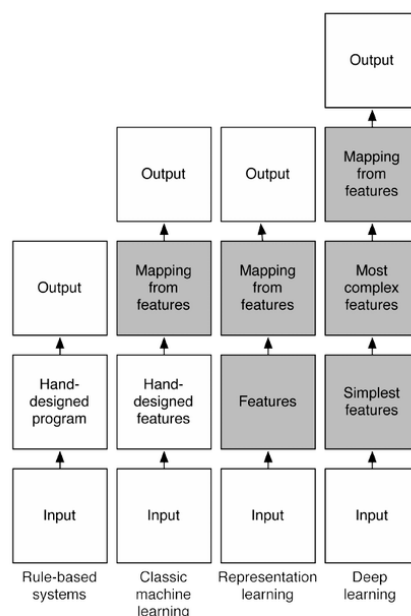 Output
Mapping
from
features
Most
complex
features
Simplest
features
Input
Deep
learning
Output
Mapping
from
features
Features
Input
Representation
learning
Output
Mapping
from
features
Hand-
designed
features
Input
Classic
machine
learning
Output
Hand-
designed
program
Input
Rule-based
systems